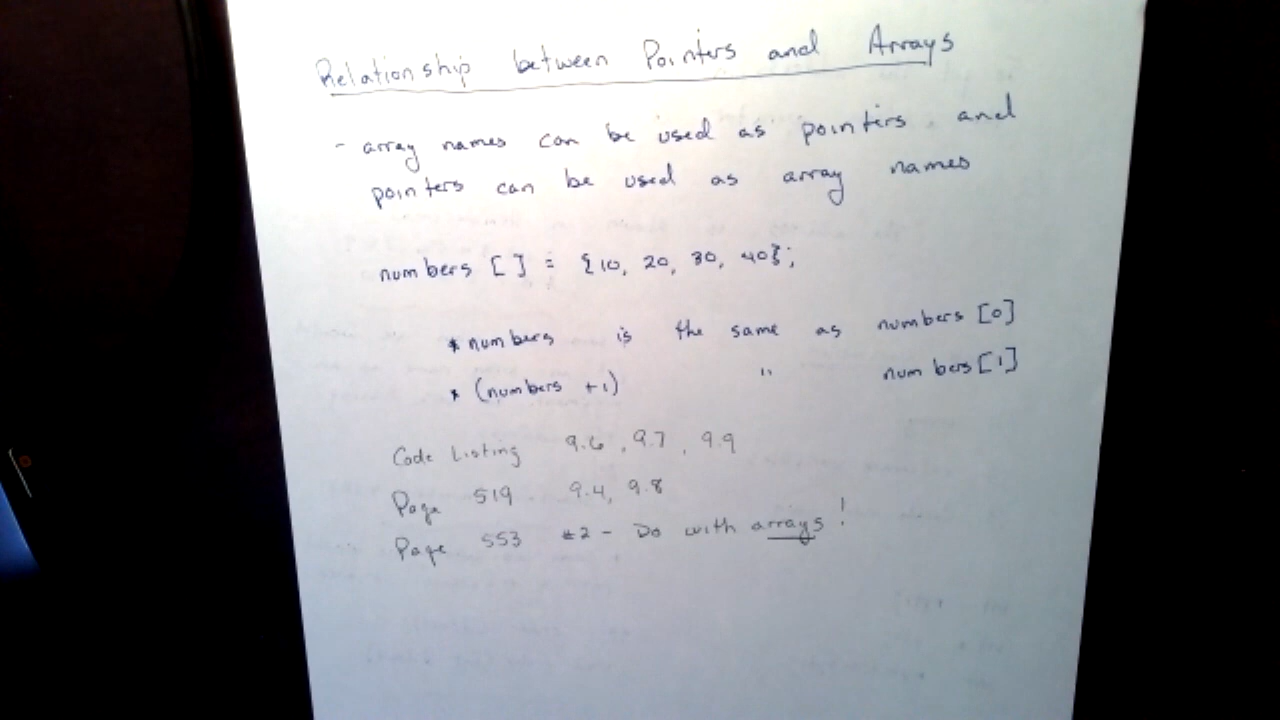 Relationship between Pointers and Arrays
- array names can be used as pointers and
pointers can be used as array names
numbers [ ] = {10, 20, 30, 40};
* numbers is the same as numbers [0]
* (numbers +1) " numbers [1]
Code Listing 9.6, 9.7, 9.9
Page 519 9.4, 9.8
Page 553 #2 - Do with arrays!